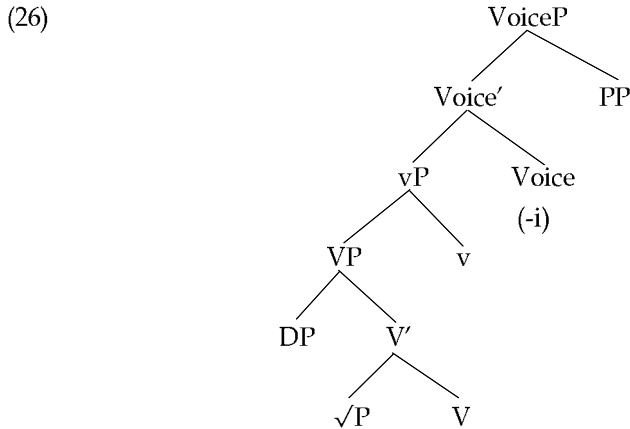 (26) VoiceP
Voice′ PP
vP Voice
(-i)
VP v
DP V′
√P V